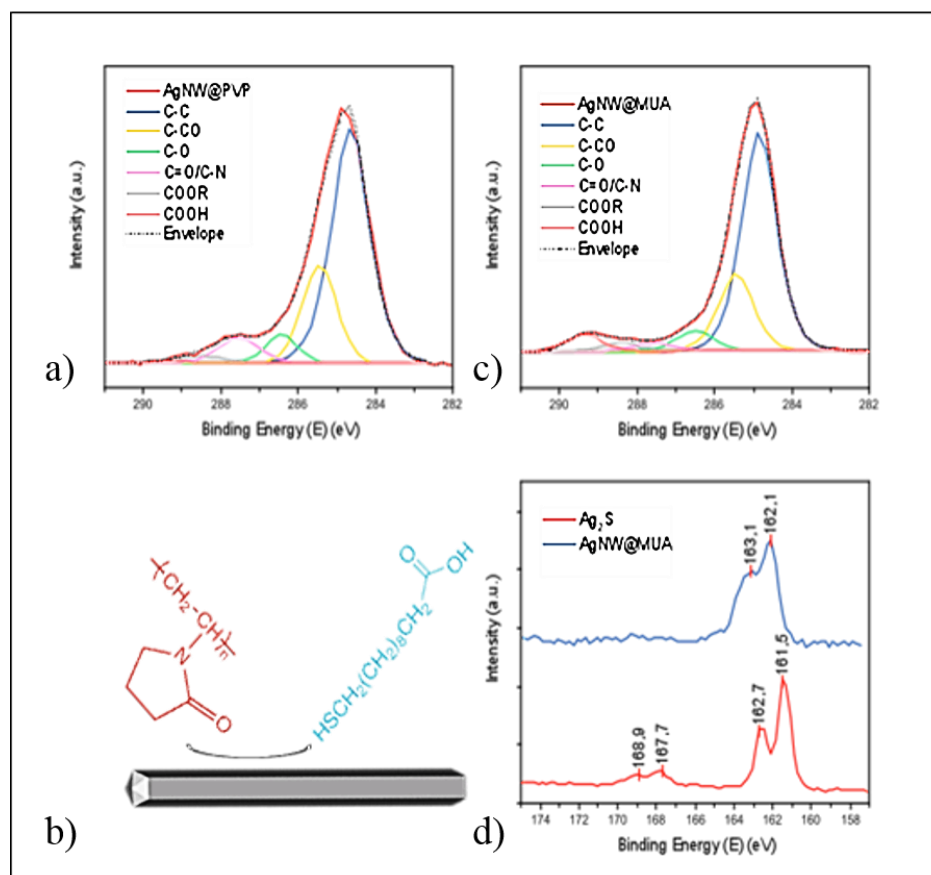 AgNW@PVP
C-C
C-CO
C-O
C=O/C-N
COOR
COOH
Envelope
Intensity (a.u.)
290 288 286 284 282
Binding Energy (E) (eV)
a)
AgNW@MUA
C-C
C-CO
C-O
C=O/C-N
COOR
COOH
Envelope
Intensity (a.u.)
290 288 286 284 282
Binding Energy (E) (eV)
c)
CH₂-CH
n
N
O
HSCH₂(CH₂)₈CH₂
O
OH
b)
Ag₂S
AgNW@MUA
163,1
162,1
168,9
167,7
162,7
161,5
Intensity (a.u.)
174 172 170 168 166 164 162 160 158
Binding Energy (E) (eV)
d)